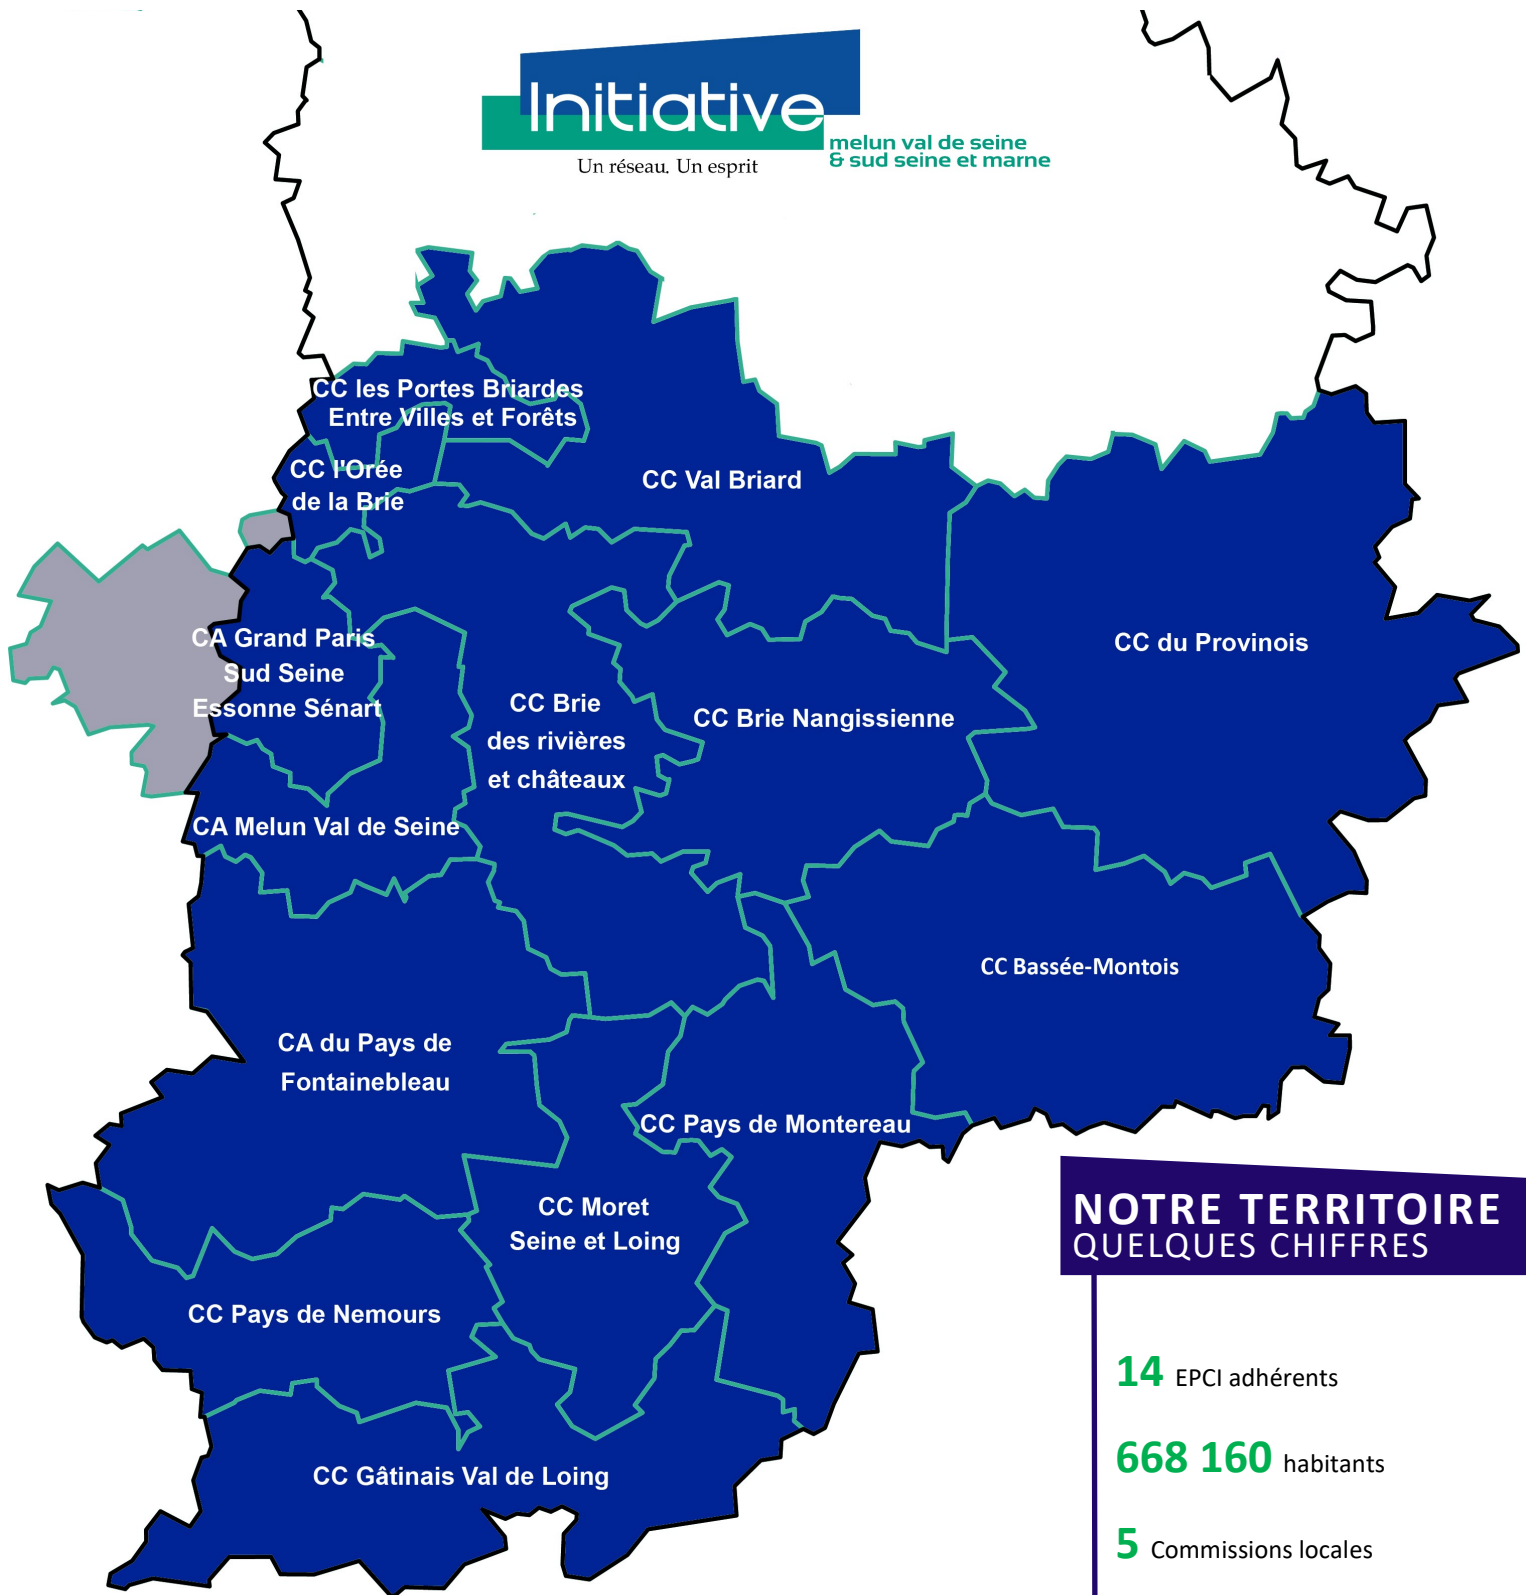 Initiative
melun val de seine
& sud seine et marne
Un réseau. Un esprit
CC les Portes Briardes
Entre Villes et Forêts
CC l'Orée
de la Brie
CC Val Briard
CA Grand Paris
Sud Seine
Essonne Sénart
CC du Provinois
CC Brie
des rivières
et châteaux
CC Brie Nangissienne
CA Melun Val de Seine
CC Bassée-Montois
CA du Pays de
Fontainebleau
CC Pays de Montereau
CC Moret
Seine et Loing
CC Pays de Nemours
CC Gâtinais Val de Loing
NOTRE TERRITOIRE
QUELQUES CHIFFRES
14 EPCI adhérents
668 160 habitants
5 Commissions locales